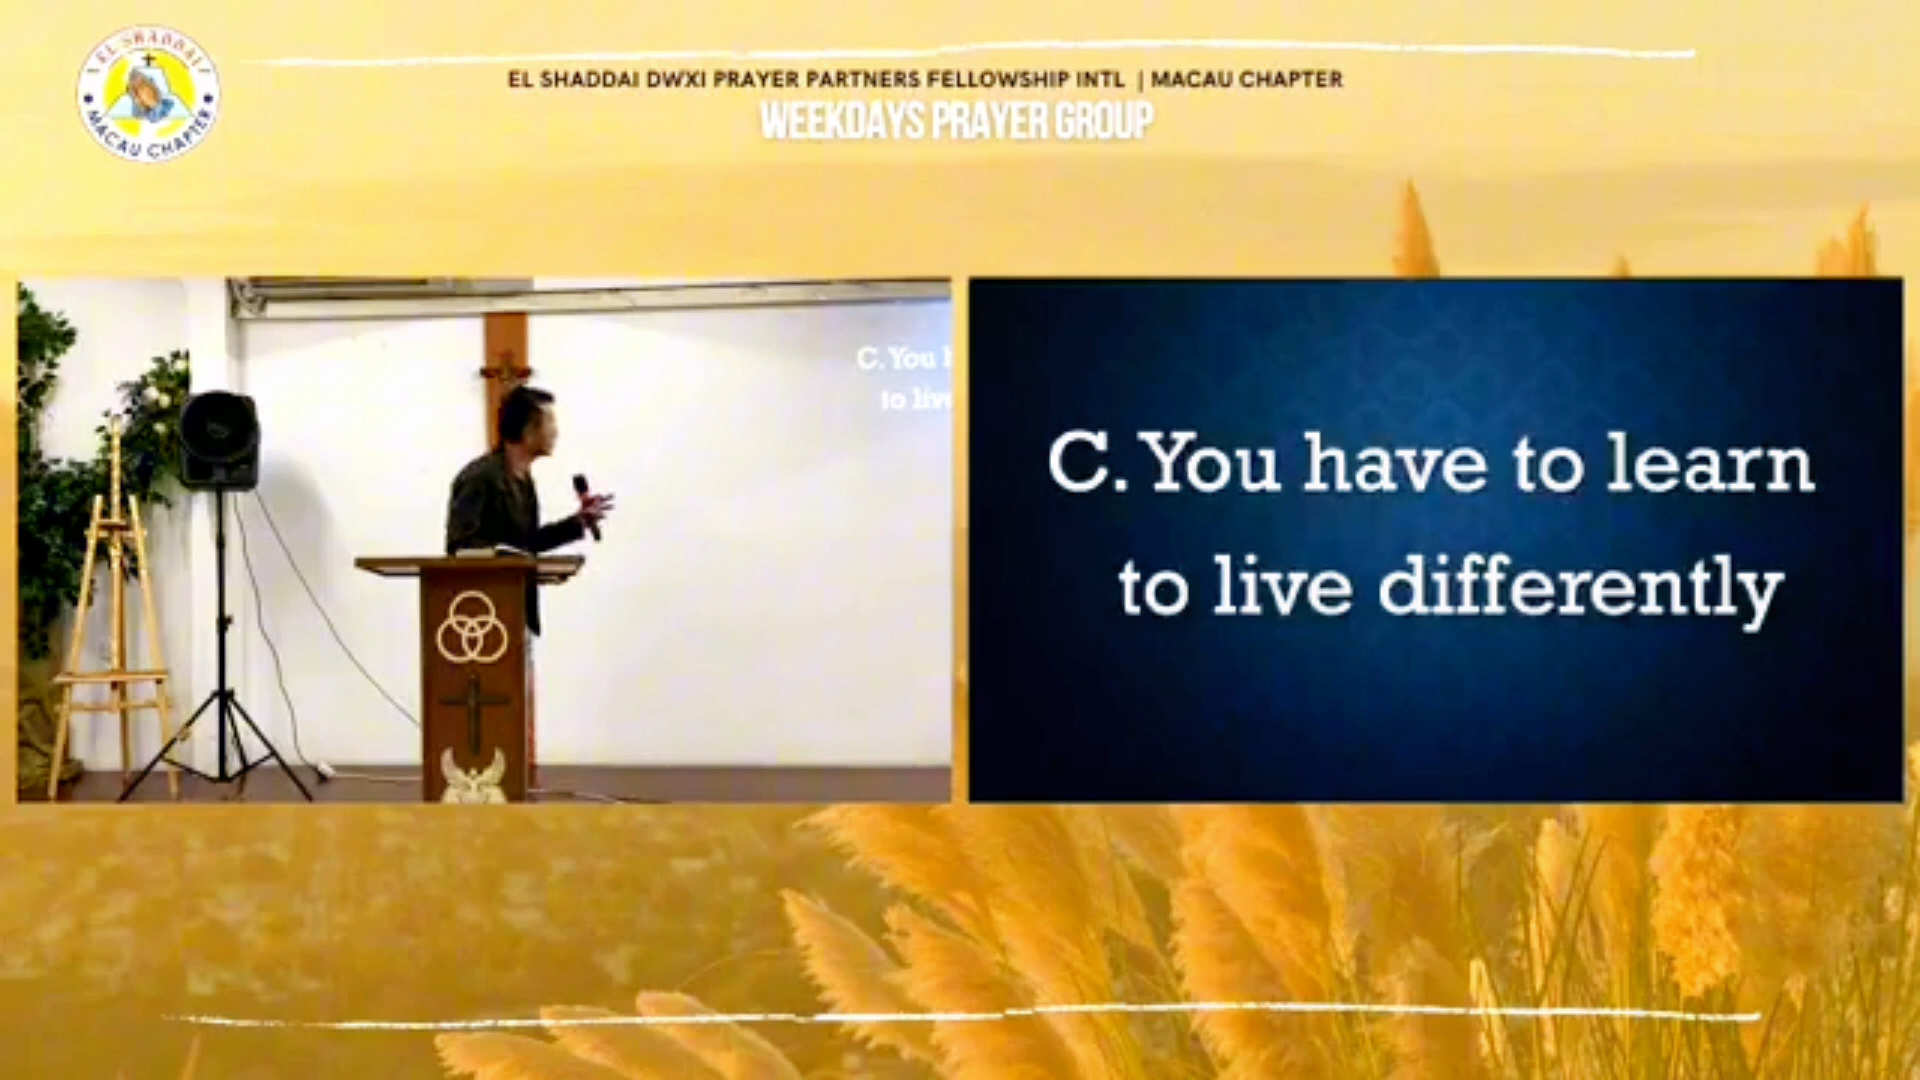 EL SHADDAI
MACAU CHAPTER
EL SHADDAI DWXI PRAYER PARTNERS FELLOWSHIP INTL | MACAU CHAPTER
WEEKDAYS PRAYER GROUP
C. You h
to live
C. You have to learn
to live differently